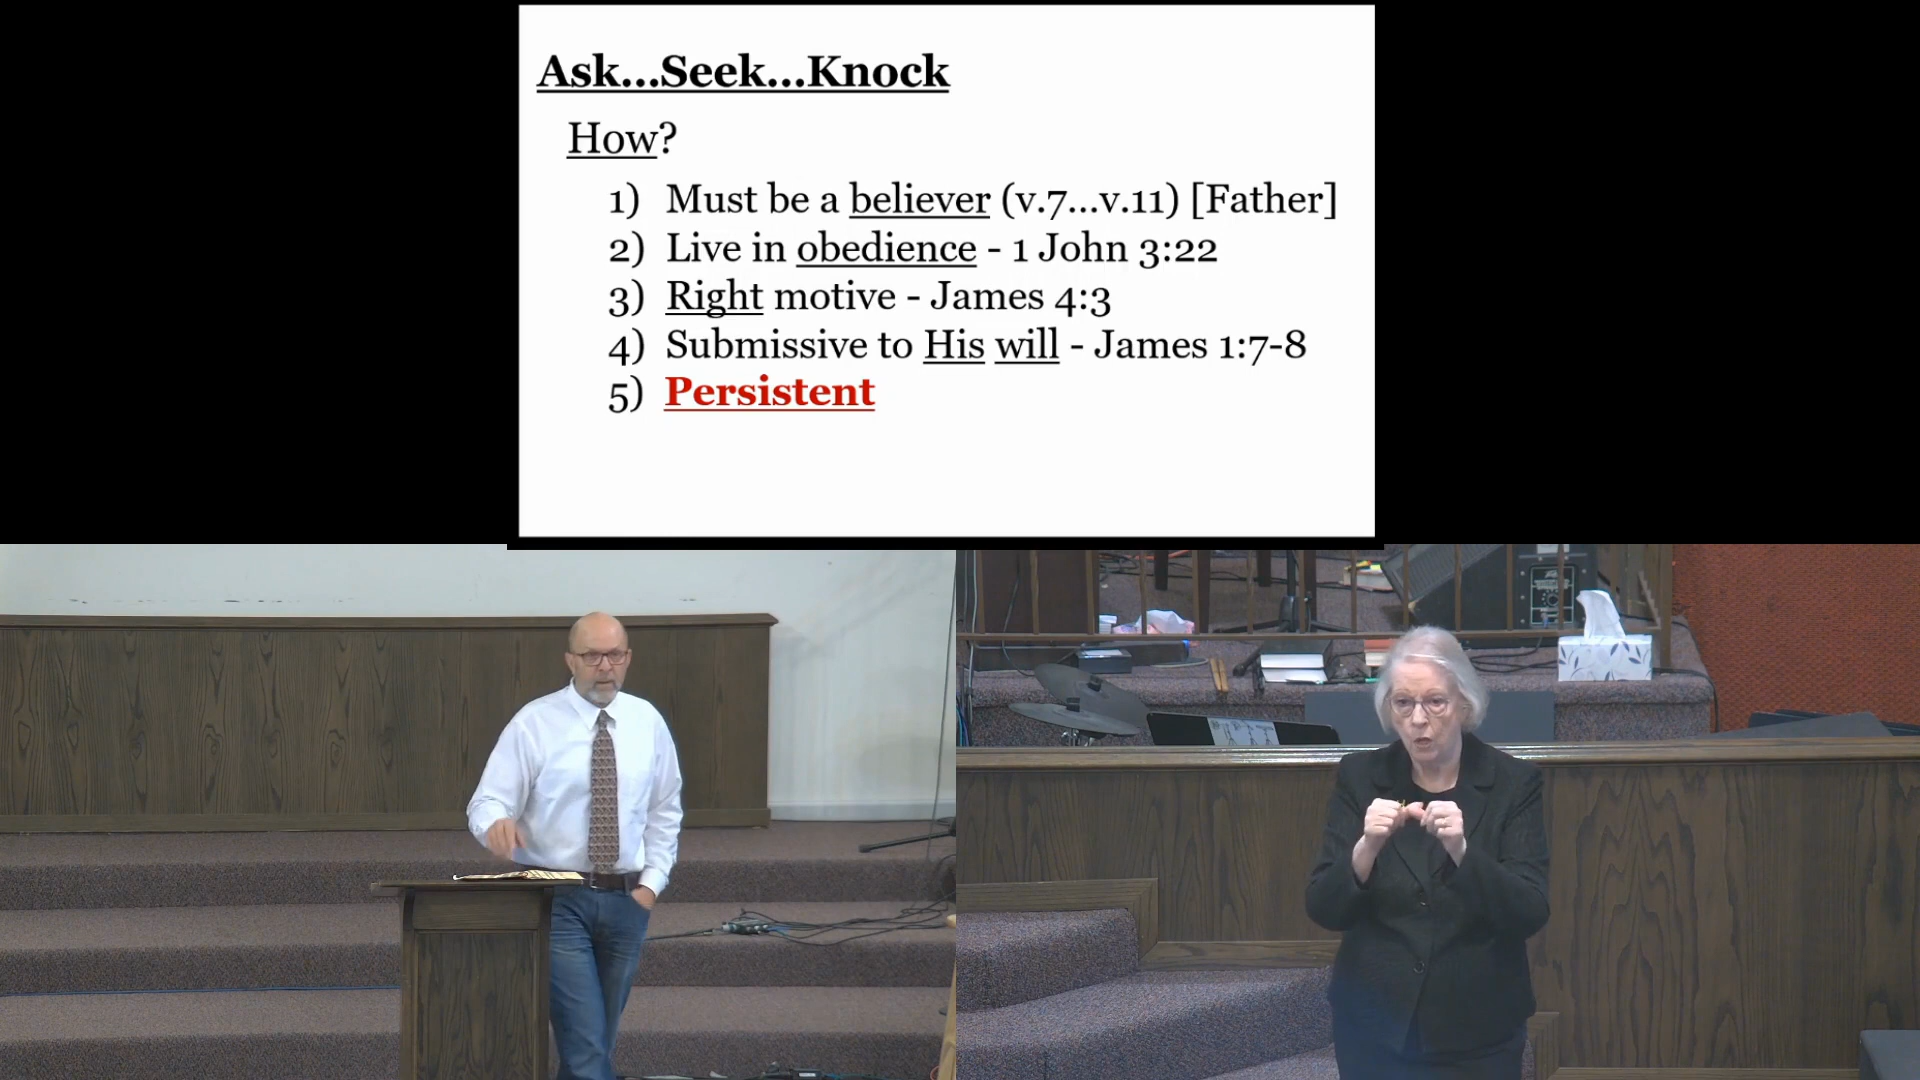 Ask...Seek...Knock
How?
1) Must be a believer (v.7...v.11) [Father]
2) Live in obedience - 1 John 3:22
3) Right motive - James 4:3
4) Submissive to His will - James 1:7-8
5) Persistent